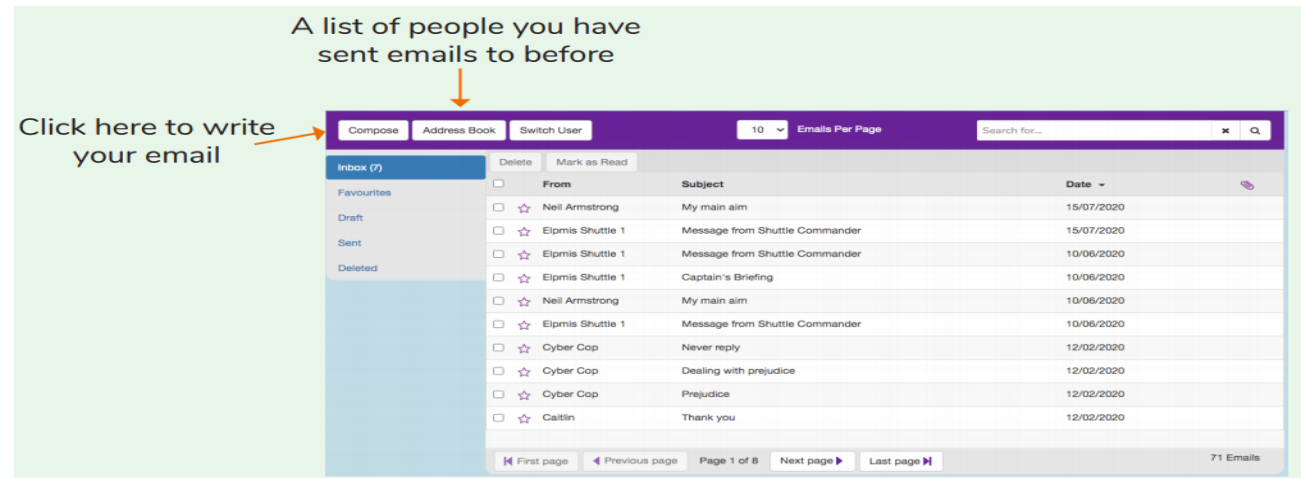 A list of people you have
sent emails to before
Click here to write
your email
Compose Address Book Switch User 10 Emails Per Page Search for...
Inbox (7)
Favourites
Draft
Sent
Deleted
Delete Mark as Read
From Subject Date
Neil Armstrong My main aim 15/07/2020
Elpmis Shuttle 1 Message from Shuttle Commander 15/07/2020
Elpmis Shuttle 1 Message from Shuttle Commander 10/06/2020
Elpmis Shuttle 1 Captain's Briefing 10/06/2020
Neil Armstrong My main aim 10/06/2020
Elpmis Shuttle 1 Message from Shuttle Commander 10/06/2020
Cyber Cop Never reply 12/02/2020
Cyber Cop Dealing with prejudice 12/02/2020
Cyber Cop Prejudice 12/02/2020
Caitlin Thank you 12/02/2020
First page Previous page Page 1 of 8 Next page Last page 71 Emails